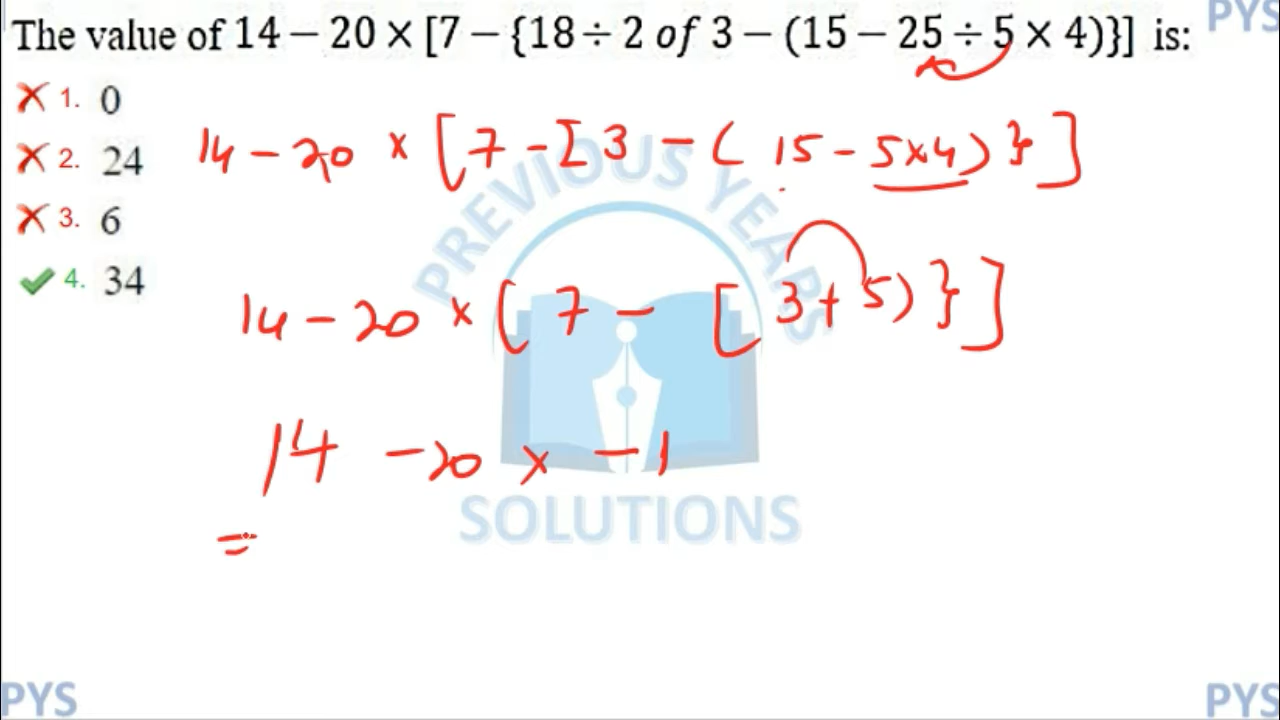 PYS
The value of 14 – 20 × [7 – {18 ÷ 2 of 3 – (15 – 25 ÷ 5 × 4)}] is:
1. 0
2. 24
3. 6
4. 34
14 – 20 × [7 – [3 – (15 – 5×4)}]
14 – 20 × [7 – [3 + 5)}]
14 – 20 × – 1
=
PREVIOUS YEARS
SOLUTIONS
PYS
PYS